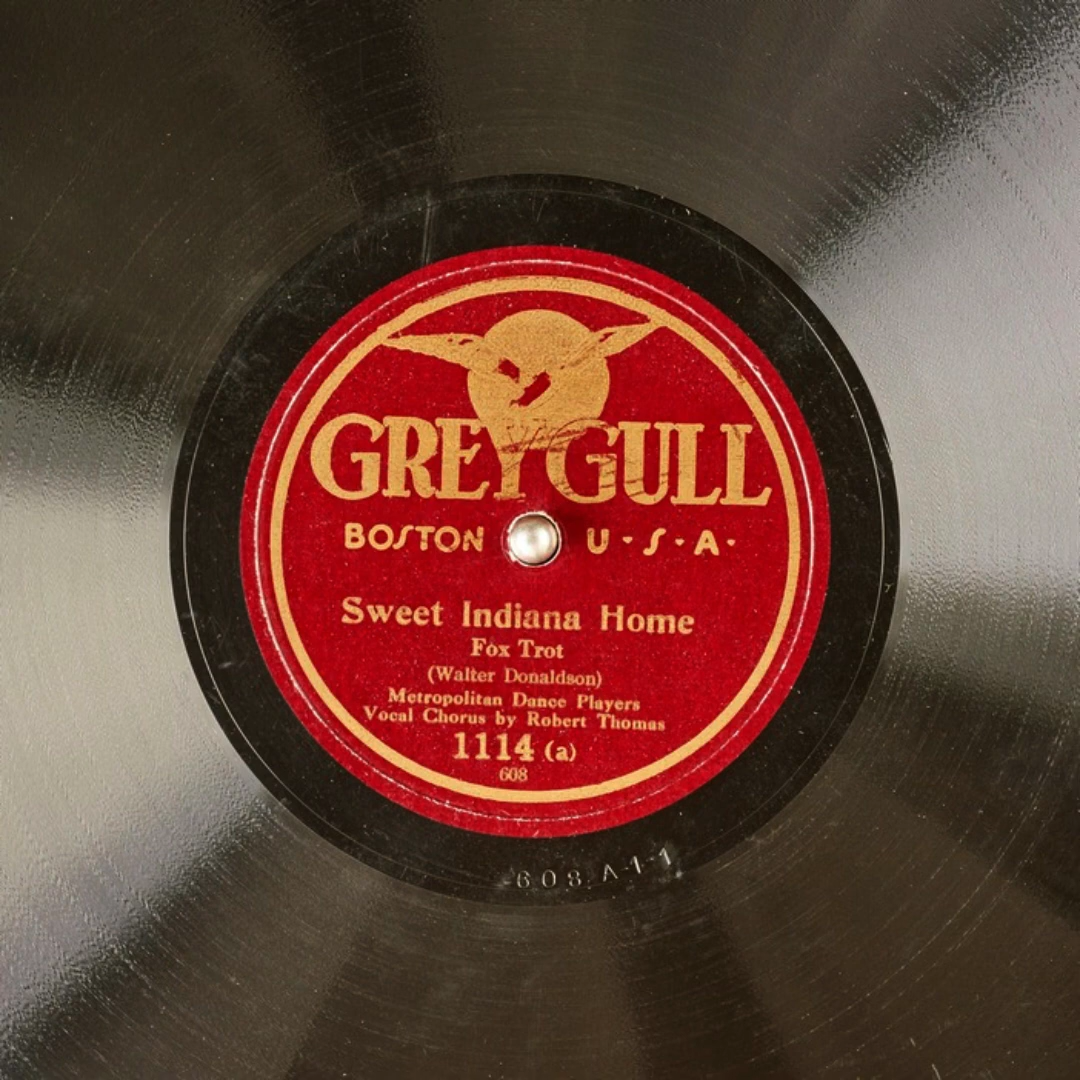 GREY GULL
BOSTON U·S·A·
Sweet Indiana Home
Fox Trot
(Walter Donaldson)
Metropolitan Dance Players
Vocal Chorus by Robert Thomas
1114 (a)
608
608 A-1-1